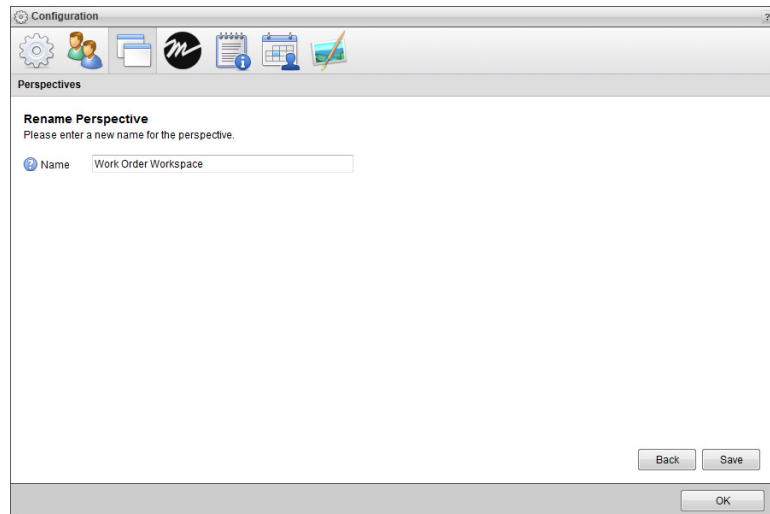 Configuration
?
Perspectives
Rename Perspective
Please enter a new name for the perspective.
? Name Work Order Workspace
Back Save
OK